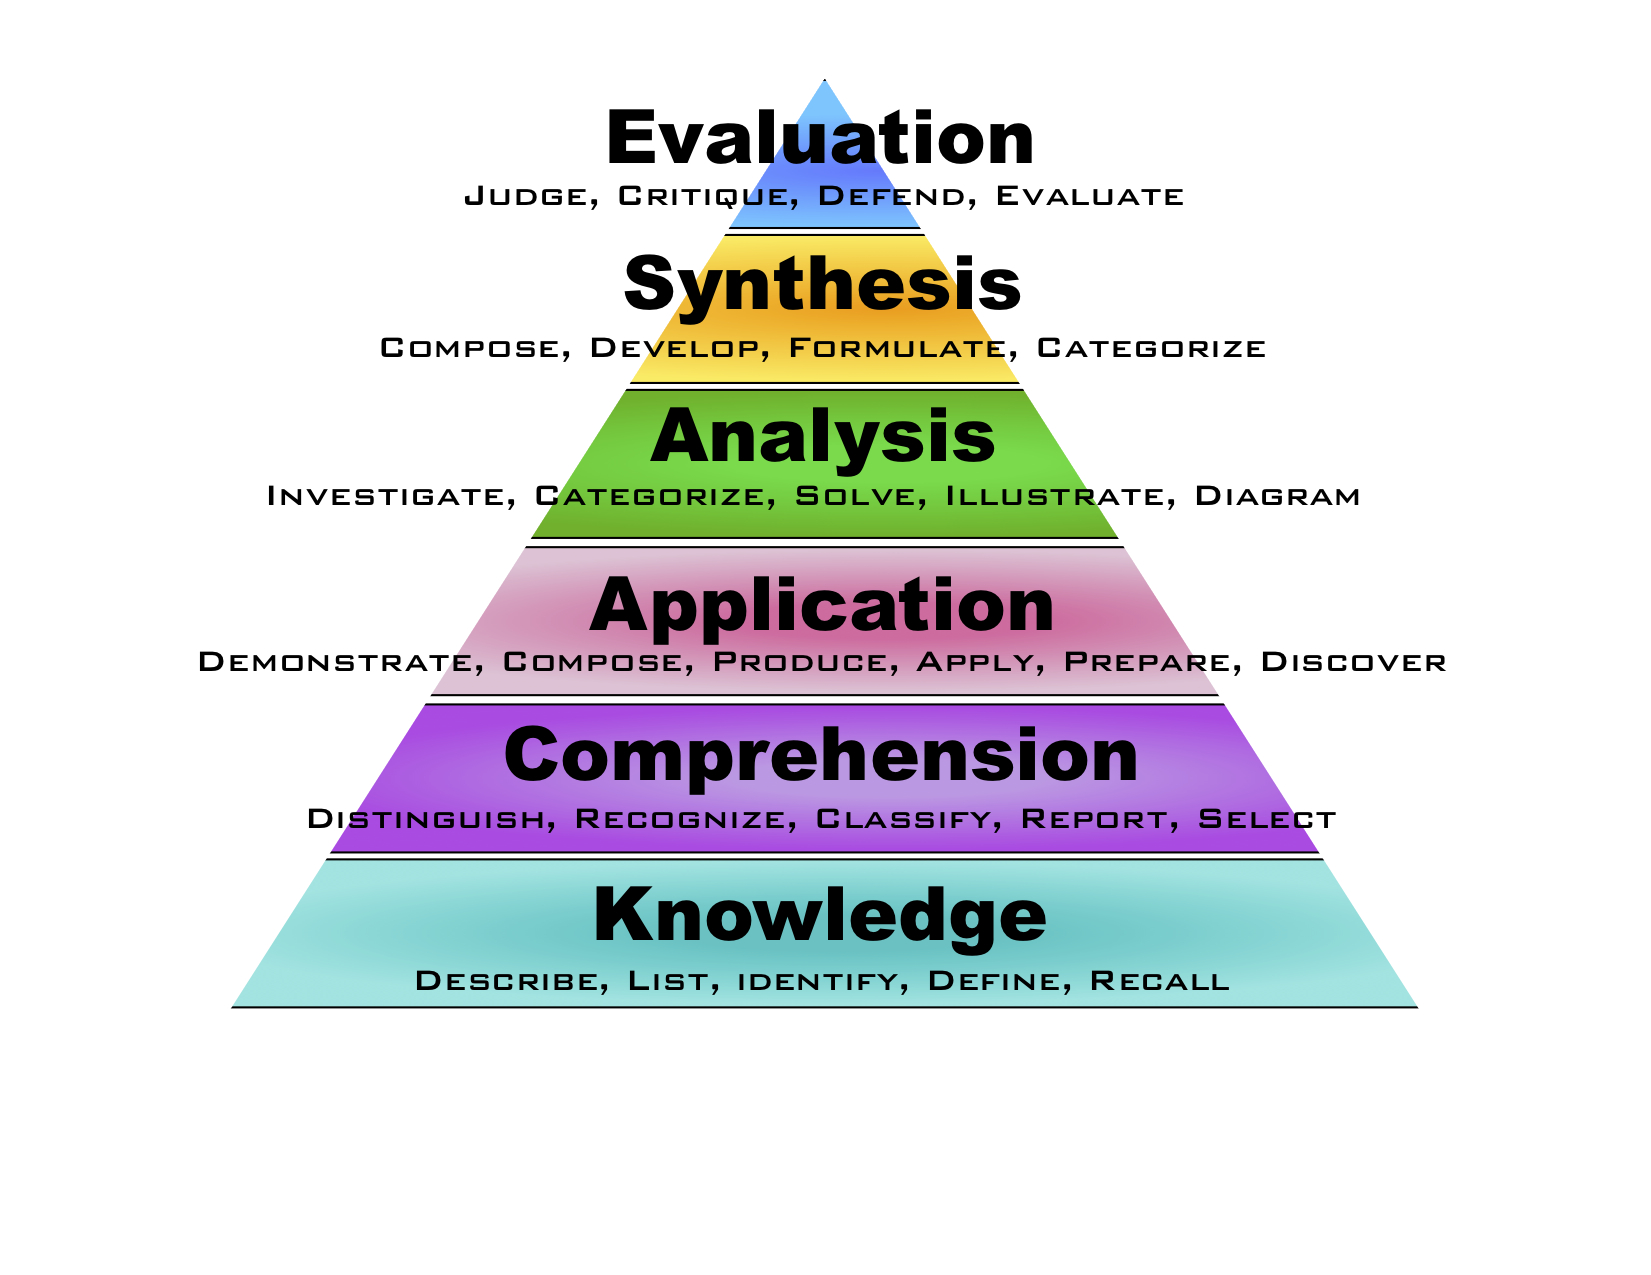 Evaluation
Judge, Critique, Defend, Evaluate
Synthesis
Compose, Develop, Formulate, Categorize
Analysis
Investigate, Categorize, Solve, Illustrate, Diagram
Application
Demonstrate, Compose, Produce, Apply, Prepare, Discover
Comprehension
Distinguish, Recognize, Classify, Report, Select
Knowledge
Describe, List, identify, Define, Recall